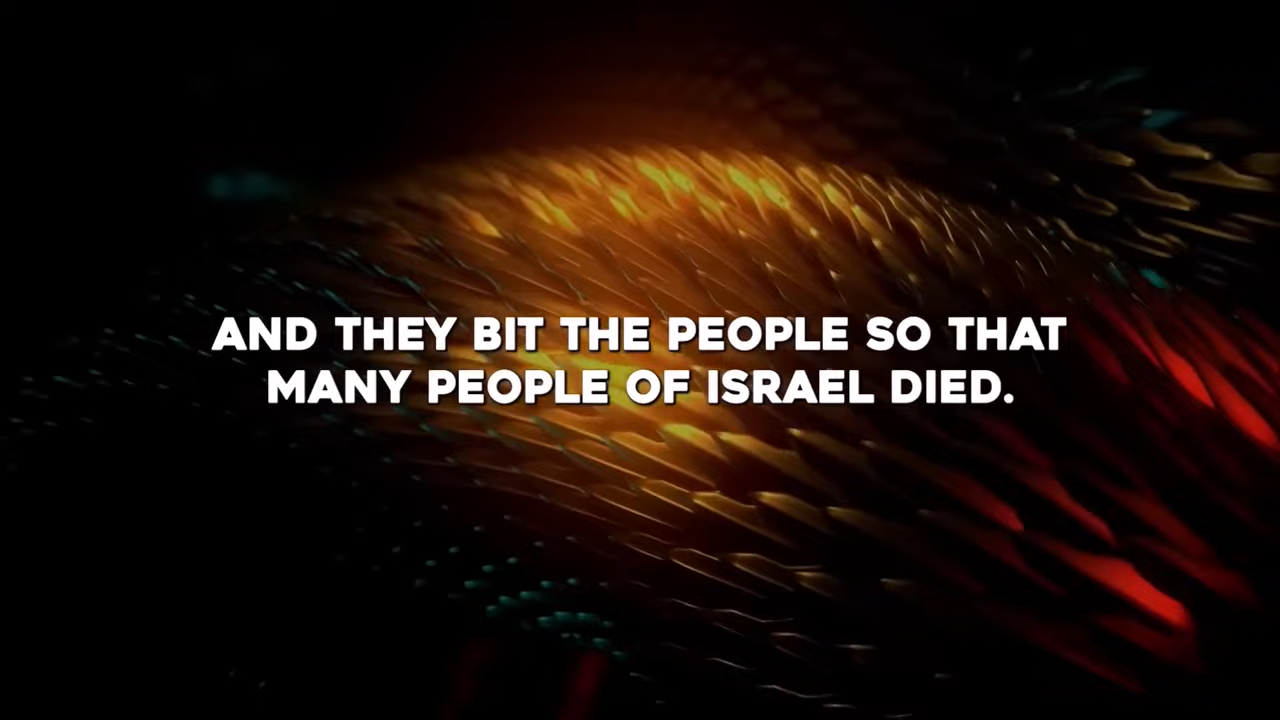 AND THEY BIT THE PEOPLE SO THAT
MANY PEOPLE OF ISRAEL DIED.